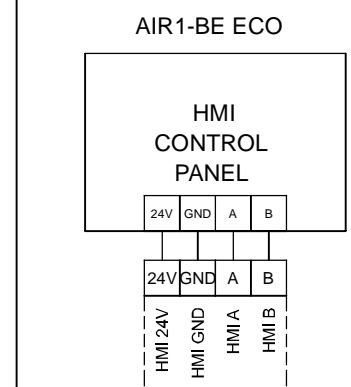 AIR1-BE ECO
HMI
CONTROL
PANEL
24V GND A B
24V GND A B
HMI 24V
HMI GND
HMI A
HMI B